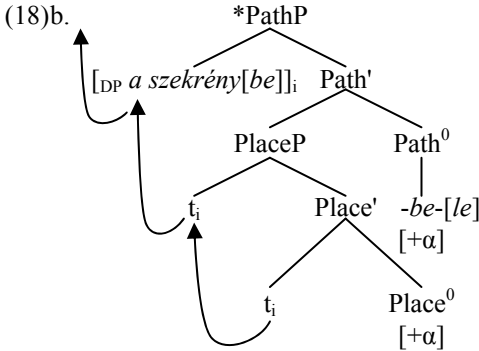 (18)b. *PathP
[DP a szekrény[be]]i Path'
PlaceP Path0
ti Place' -be-[le]
[+α]
ti Place0
[+α]